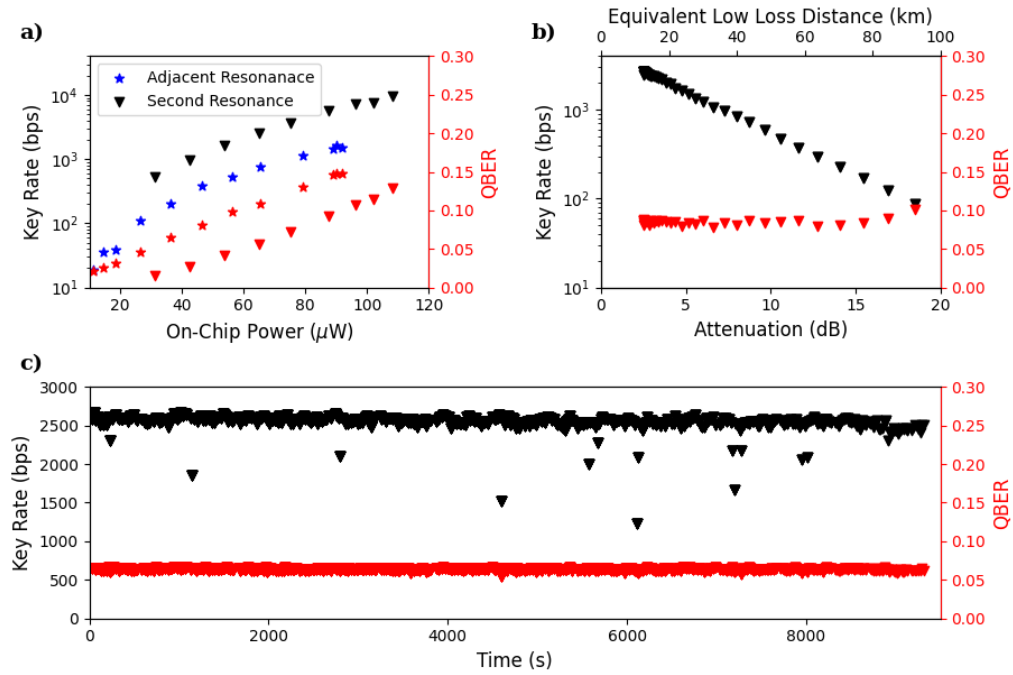 a)
Key Rate (bps)
10⁴
10³
10²
10¹
Adjacent Resonanace
Second Resonance
0.30
0.25
0.20
0.15
0.10
0.05
0.00
QBER
20 40 60 80 100 120
On-Chip Power (μW)
b)
Equivalent Low Loss Distance (km)
0 20 40 60 80 100
Key Rate (bps)
10³
10²
10¹
0.30
0.25
0.20
0.15
0.10
0.05
0.00
QBER
0 5 10 15 20
Attenuation (dB)
c)
Key Rate (bps)
3000
2500
2000
1500
1000
500
0
0.30
0.25
0.20
0.15
0.10
0.05
0.00
QBER
0 2000 4000 6000 8000
Time (s)